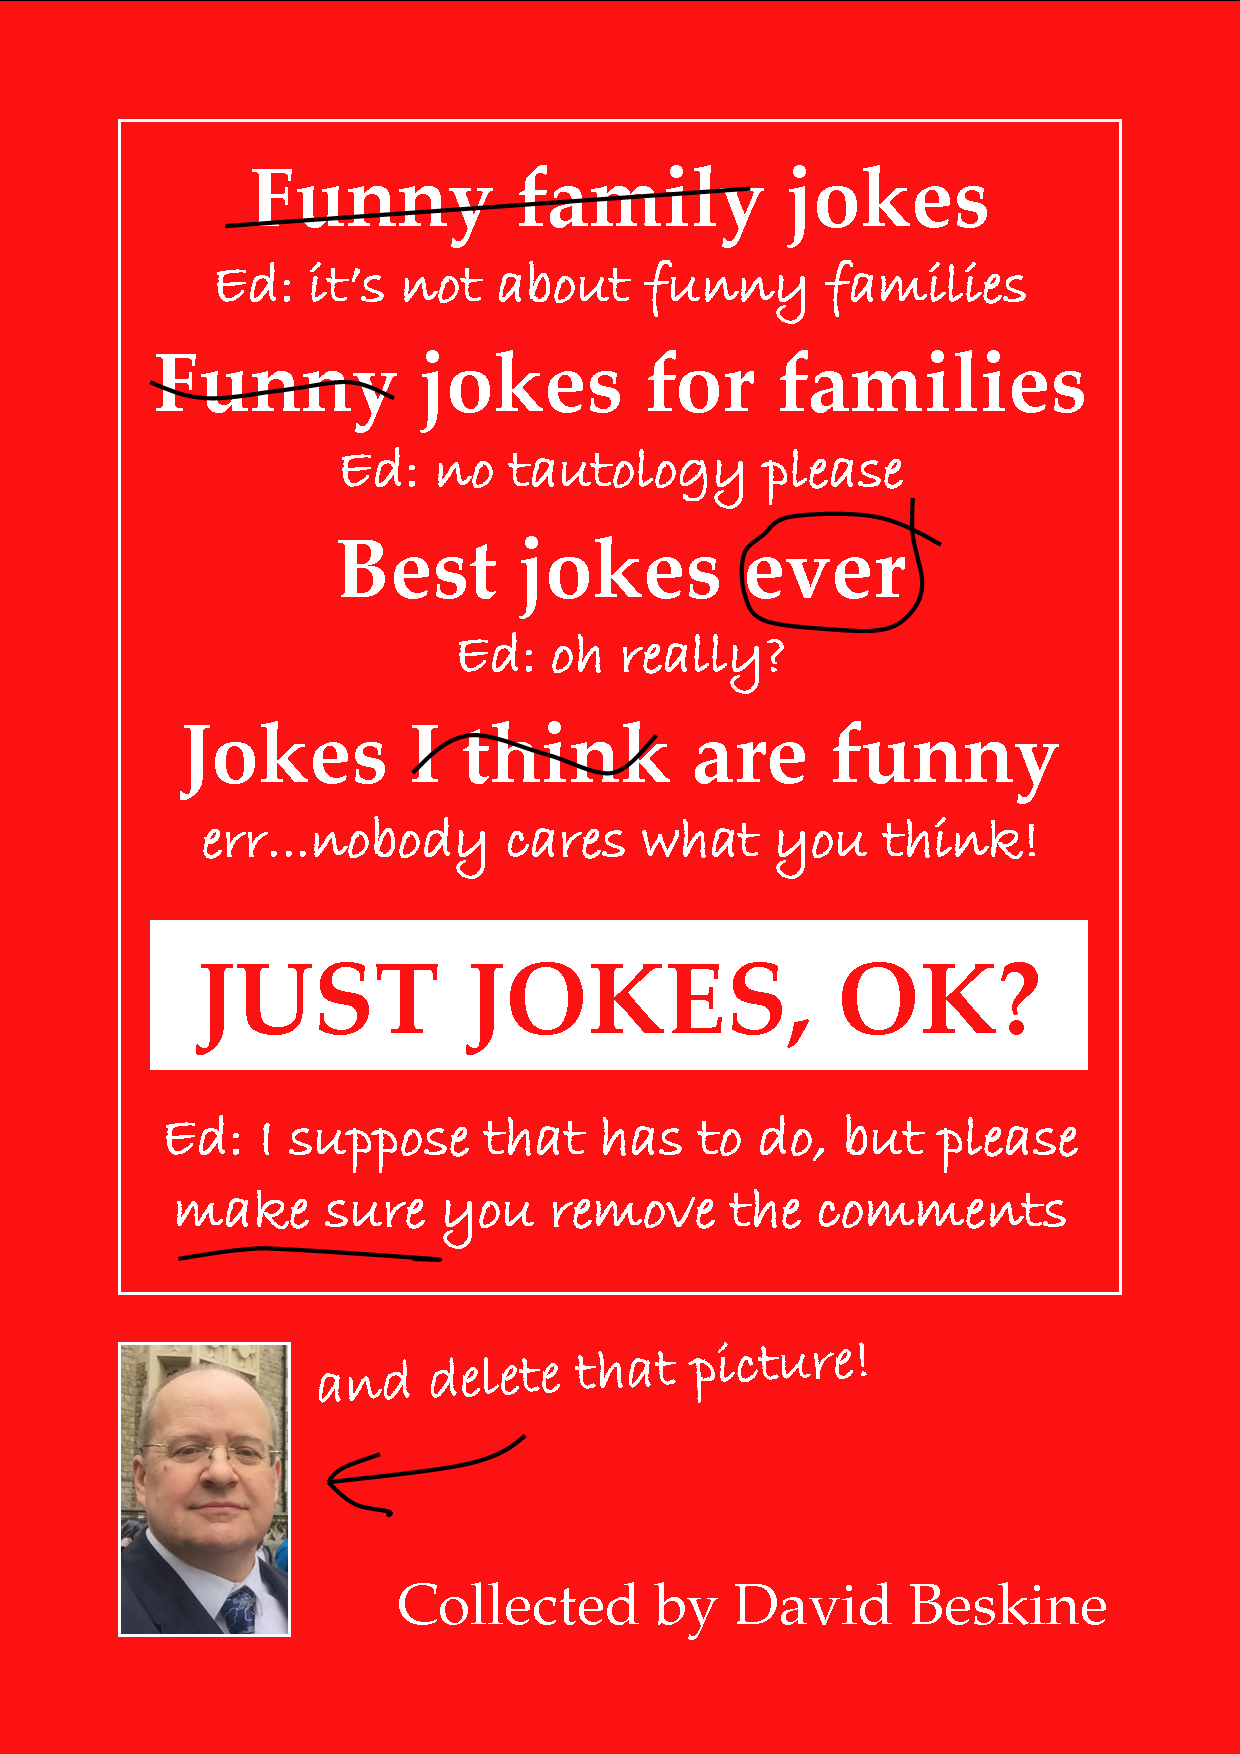 Funny family jokes
Ed: it's not about funny families
Funny jokes for families
Ed: no tautology please
Best jokes ever
Ed: oh really?
Jokes I think are funny
err...nobody cares what you think!
JUST JOKES, OK?
Ed: I suppose that has to do, but please
make sure you remove the comments
and delete that picture!
Collected by David Beskine